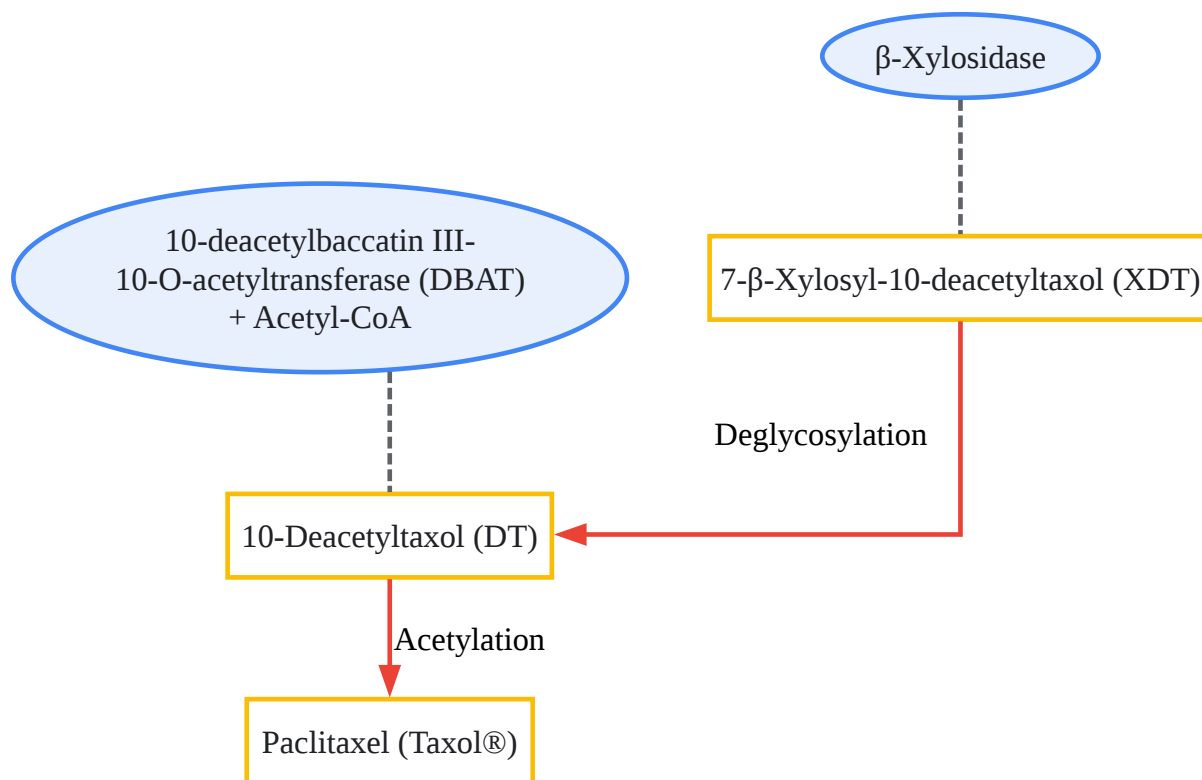 β-Xylosidase
10-deacetylbaccatin III-
10-O-acetyltransferase (DBAT)
+ Acetyl-CoA
7-β-Xylosyl-10-deacetyltaxol (XDT)
Deglycosylation
10-Deacetyltaxol (DT)
Acetylation
Paclitaxel (Taxol®)